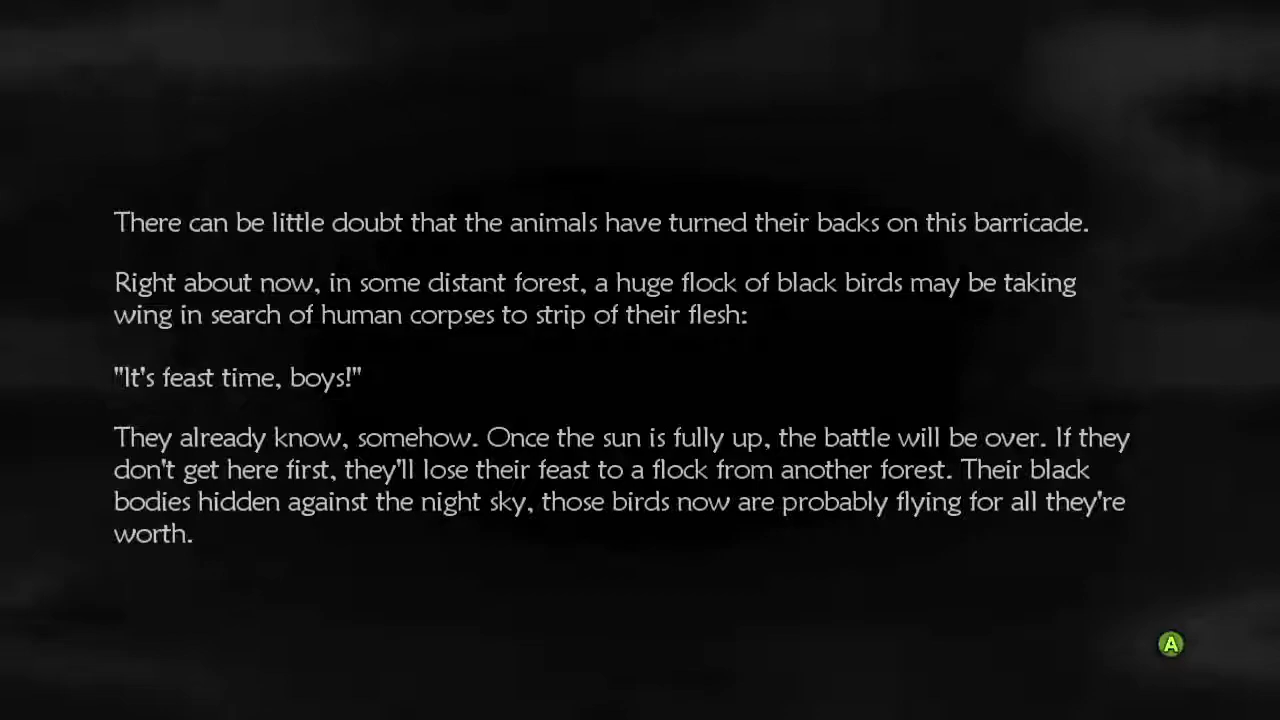 There can be little doubt that the animals have turned their backs on this barricade.
Right about now, in some distant forest, a huge flock of black birds may be taking
wing in search of human corpses to strip of their flesh:
"It's feast time, boys!"
They already know, somehow. Once the sun is fully up, the battle will be over. If they
don't get here first, they'll lose their feast to a flock from another forest. Their black
bodies hidden against the night sky, those birds now are probably flying for all they're
worth.
A